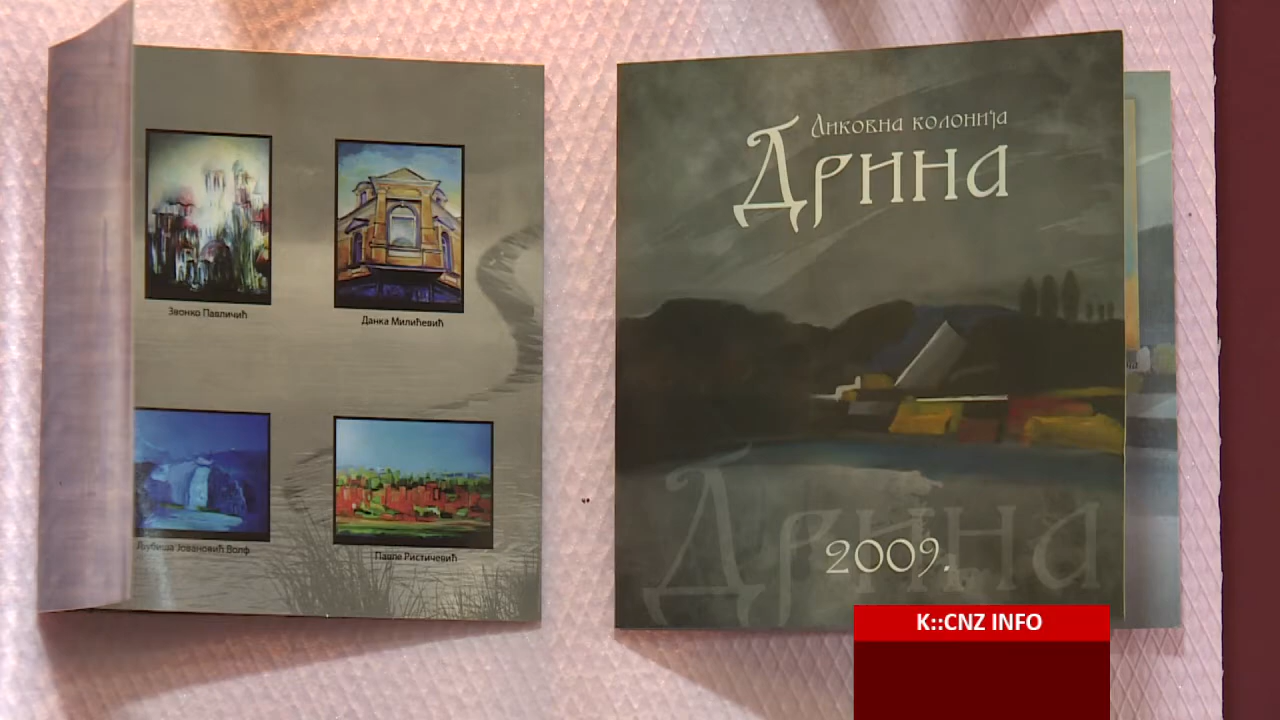 Звонко Павличић
Данка Милићевић
Љубиша Јовановић Волф
Павле Ристичевић
Ликовна колонија
Дрина
Дрина
2009.
K::CNZ INFO